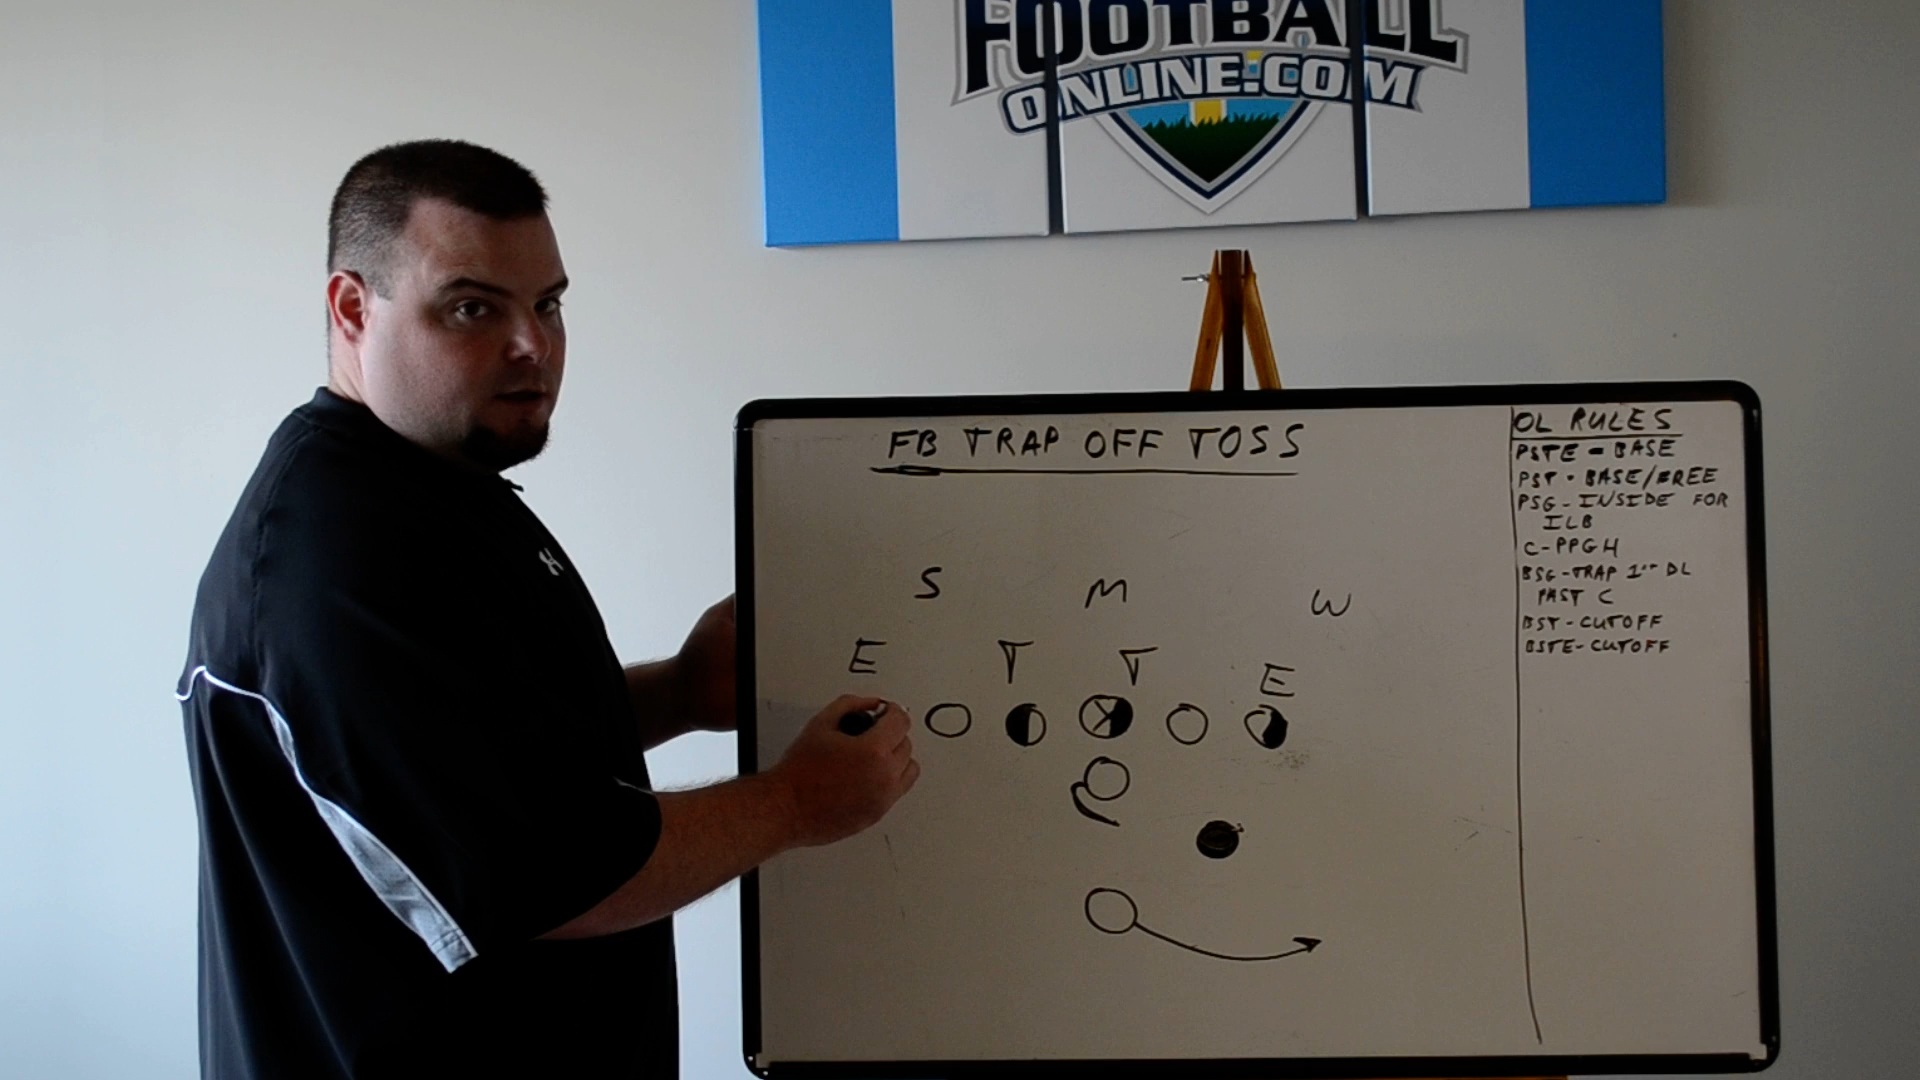 FOOTBALL
ONLINE.COM
FB TRAP OFF TOSS
OL RULES
PSTE - BASE
PST - BASE/FREE
PSG - INSIDE FOR
ILB
C - PPGH
BSG - TRAP 1ST DL
PAST C
BST - CUTOFF
BSTE - CUTOFF
S M W
E T T E